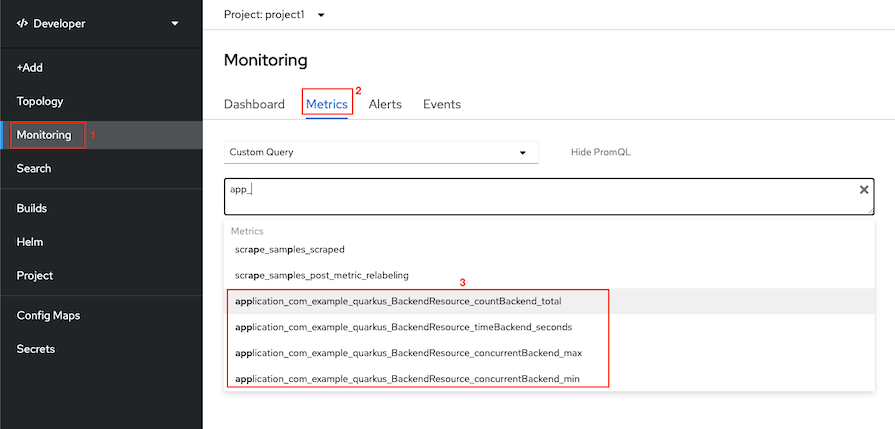 </> Developer
+Add
Topology
Monitoring 1
Search
Builds
Helm
Project
Config Maps
Secrets
Project: project1
Monitoring
Dashboard Metrics 2 Alerts Events
Custom Query Hide PromQL
app_
Metrics
scrape_samples_scraped
scrape_samples_post_metric_relabeling
3
application_com_example_quarkus_BackendResource_countBackend_total
application_com_example_quarkus_BackendResource_timeBackend_seconds
application_com_example_quarkus_BackendResource_concurrentBackend_max
application_com_example_quarkus_BackendResource_concurrentBackend_min